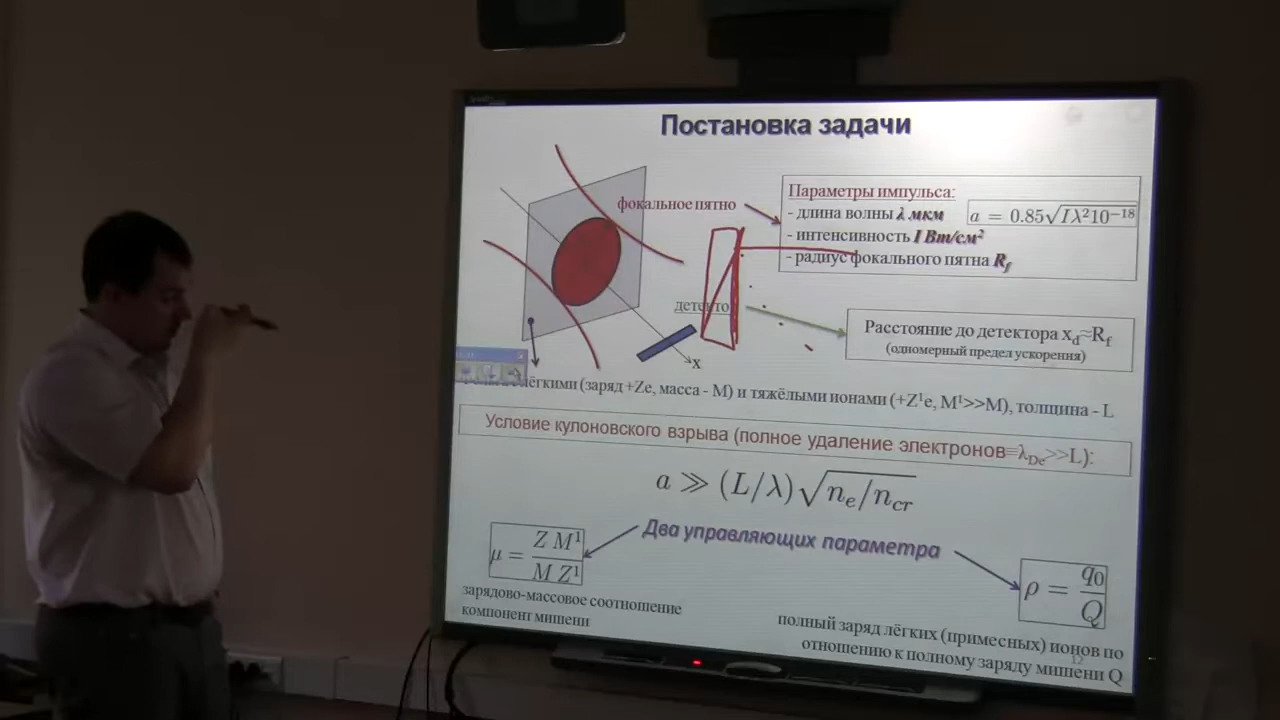 Постановка задачи
фокальное пятно
Параметры импульса:
- длина волны λ мкм
a = 0.85√Iλ²10⁻¹⁸
- интенсивность I Вт/см²
- радиус фокального пятна R_f
детекто
Расстояние до детектора x_d≈R_f
(одномерный предел ускорения)
x
лёгкими (заряд +Ze, масса - M) и тяжёлыми ионами (+Z¹e, M¹>>M), толщина - L
Условие кулоновского взрыва (полное удаление электронов≡λ_De>>L):
a ≫ (L/λ)√n_e/n_cr
Два управляющих параметра
μ = Z M¹ / M Z¹
ρ = q₀ / Q
зарядово-массовое соотношение
компонент мишени
полный заряд лёгких (примесных) ионов по
отношению к полному заряду мишени Q
12